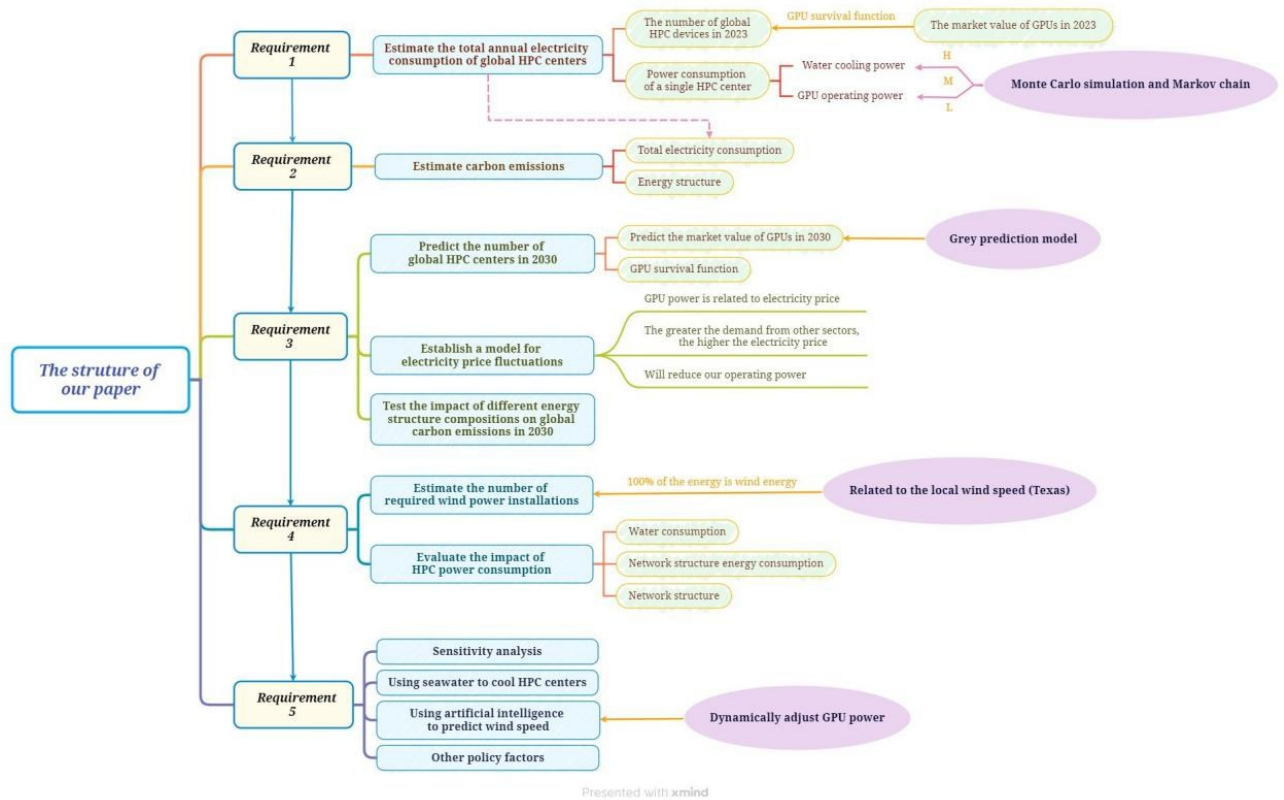 The struture of
our paper
Requirement
1
Estimate the total annual electricity
consumption of global HPC centers
The number of global
HPC devices in 2023
GPU survival function
The market value of GPUs in 2023
Power consumption
of a single HPC center
Water cooling power
GPU operating power
H
M
L
Monte Carlo simulation and Markov chain
Requirement
2
Estimate carbon emissions
Total electricity consumption
Energy structure
Requirement
3
Predict the number of
global HPC centers in 2030
Predict the market value of GPUs in 2030
GPU survival function
Grey prediction model
Establish a model for
electricity price fluctuations
GPU power is related to electricity price
The greater the demand from other sectors,
the higher the electricity price
Will reduce our operating power
Test the impact of different energy
structure compositions on global
carbon emissions in 2030
Requirement
4
Estimate the number of
required wind power installations
100% of the energy is wind energy
Related to the local wind speed (Texas)
Evaluate the impact of
HPC power consumption
Water consumption
Network structure energy consumption
Network structure
Requirement
5
Sensitivity analysis
Using seawater to cool HPC centers
Using artificial intelligence
to predict wind speed
Dynamically adjust GPU power
Other policy factors
Presented with xmind